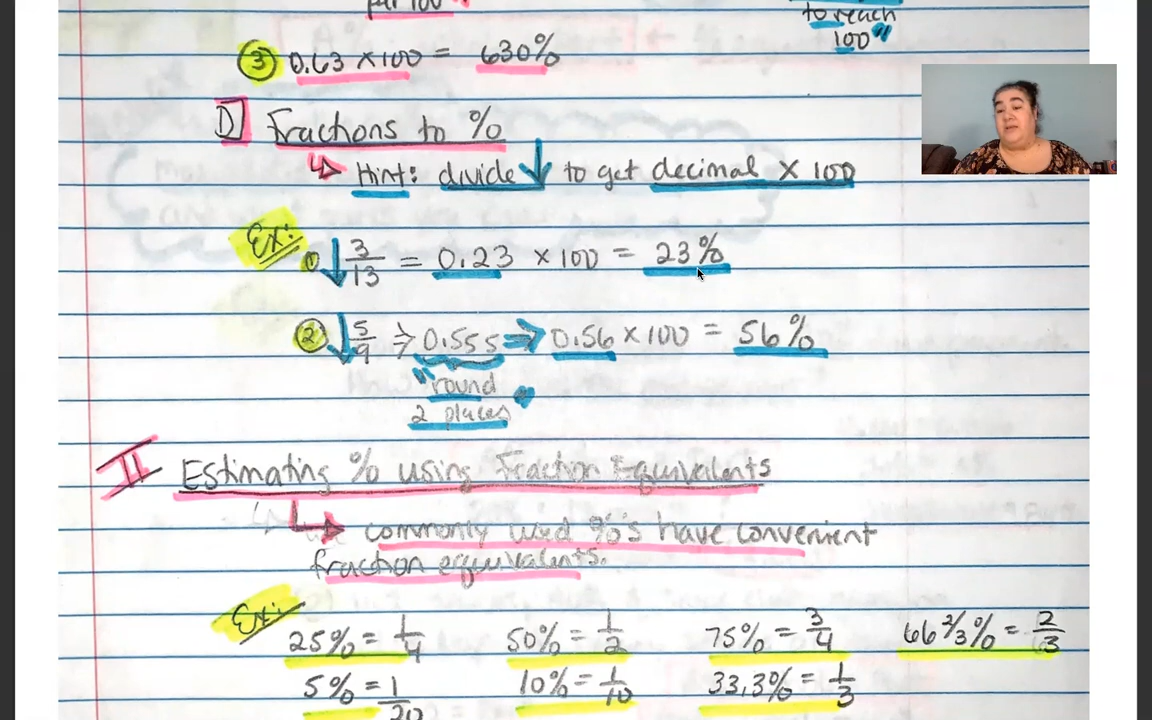 per 100
to reach
100"
③ 0.63 x 100 = 630%
D Fractions to %
↳ Hint: divide ↓ to get decimal x 100
Ex:
① ↓ 3/13 = 0.23 x 100 = 23%
② ↓ 5/9 → 0.555 ⇒ 0.56 x 100 = 56%
"round
2 places"
II Estimating % using Fraction Equivalents
↳ commonly used %'s have convenient
fraction equivalents.
Ex:
25% = 1/4 50% = 1/2 75% = 3/4 66 2/3% = 2/3
5% = 1/20 10% = 1/10 33.3% = 1/3